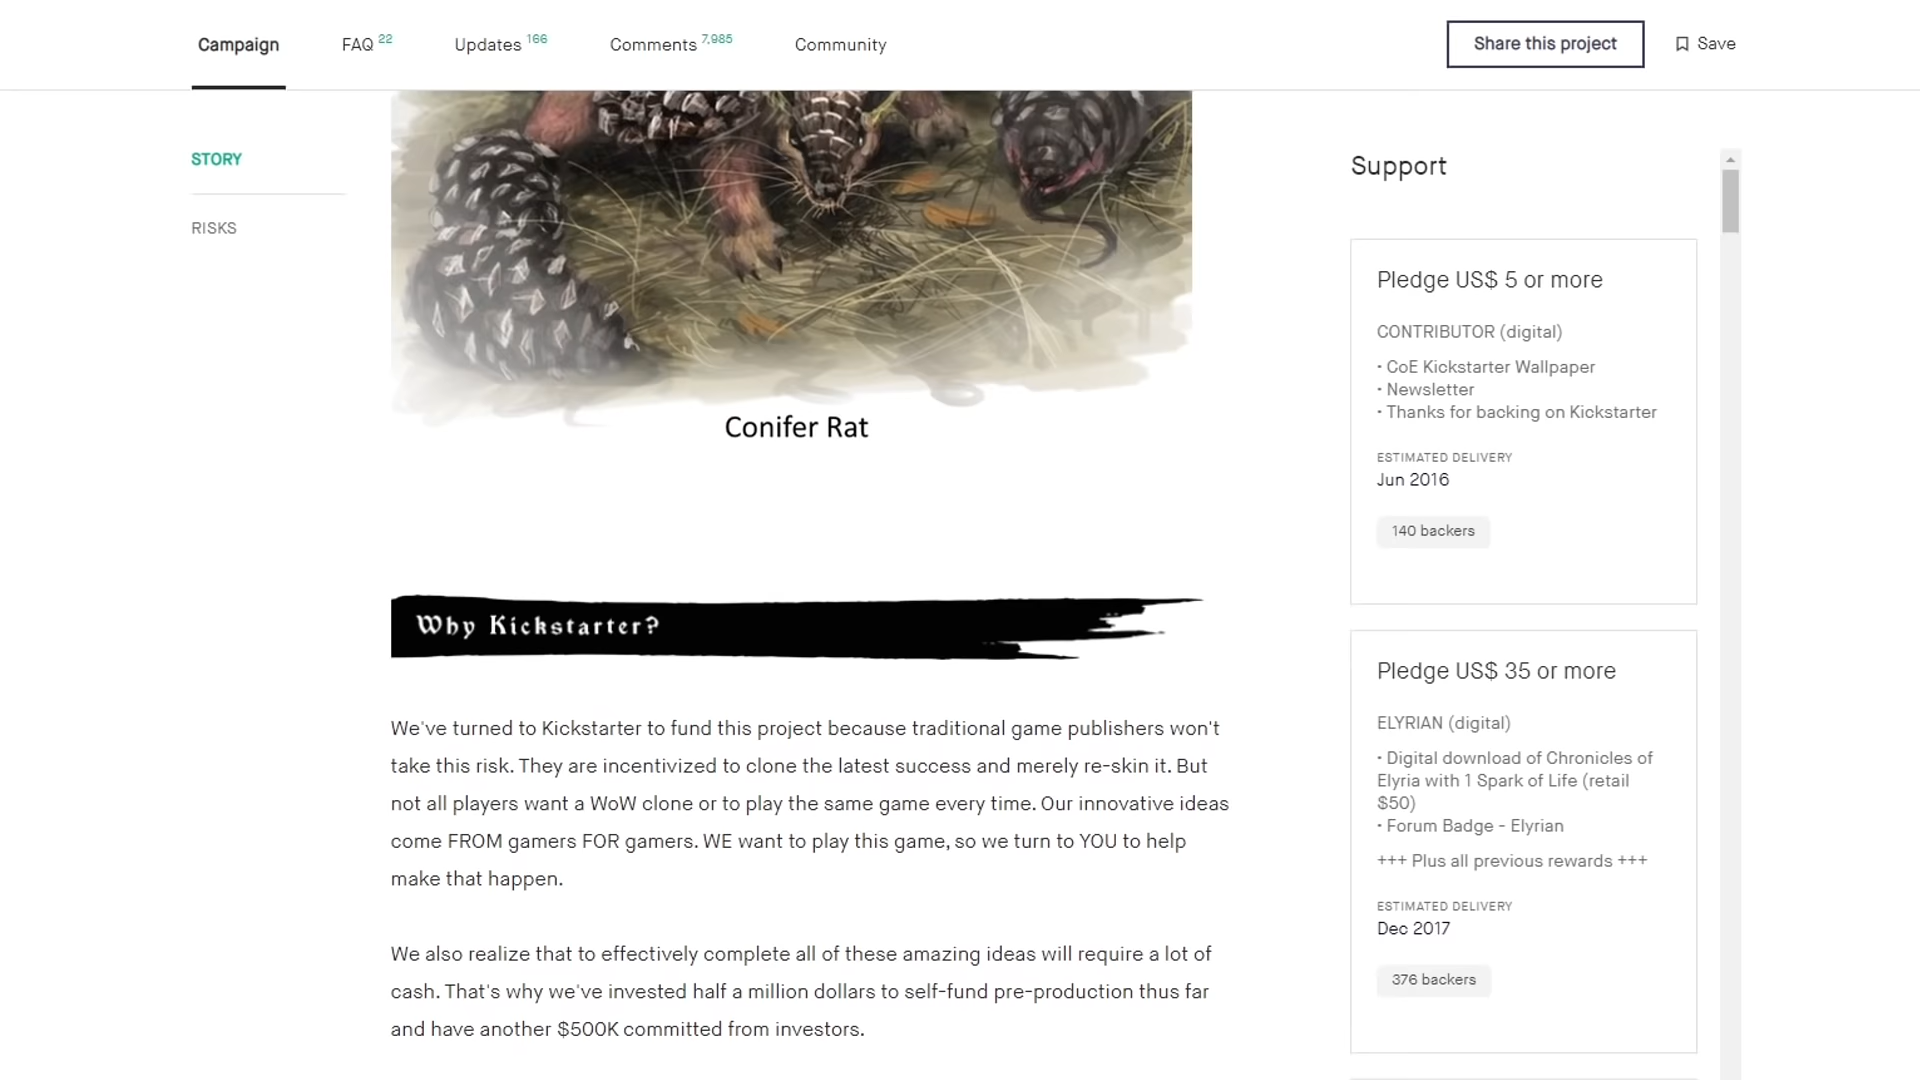 Campaign
FAQ 22
Updates 166
Comments 7,985
Community
Share this project
Save
STORY
RISKS
Conifer Rat
Why Kickstarter?
We've turned to Kickstarter to fund this project because traditional game publishers won't
take this risk. They are incentivized to clone the latest success and merely re-skin it. But
not all players want a WoW clone or to play the same game every time. Our innovative ideas
come FROM gamers FOR gamers. WE want to play this game, so we turn to YOU to help
make that happen.
We also realize that to effectively complete all of these amazing ideas will require a lot of
cash. That's why we've invested half a million dollars to self-fund pre-production thus far
and have another $500K committed from investors.
Support
Pledge US$ 5 or more
CONTRIBUTOR (digital)
• CoE Kickstarter Wallpaper
• Newsletter
• Thanks for backing on Kickstarter
ESTIMATED DELIVERY
Jun 2016
140 backers
Pledge US$ 35 or more
ELYRIAN (digital)
• Digital download of Chronicles of
Elyria with 1 Spark of Life (retail
$50)
• Forum Badge - Elyrian
+++ Plus all previous rewards +++
ESTIMATED DELIVERY
Dec 2017
376 backers